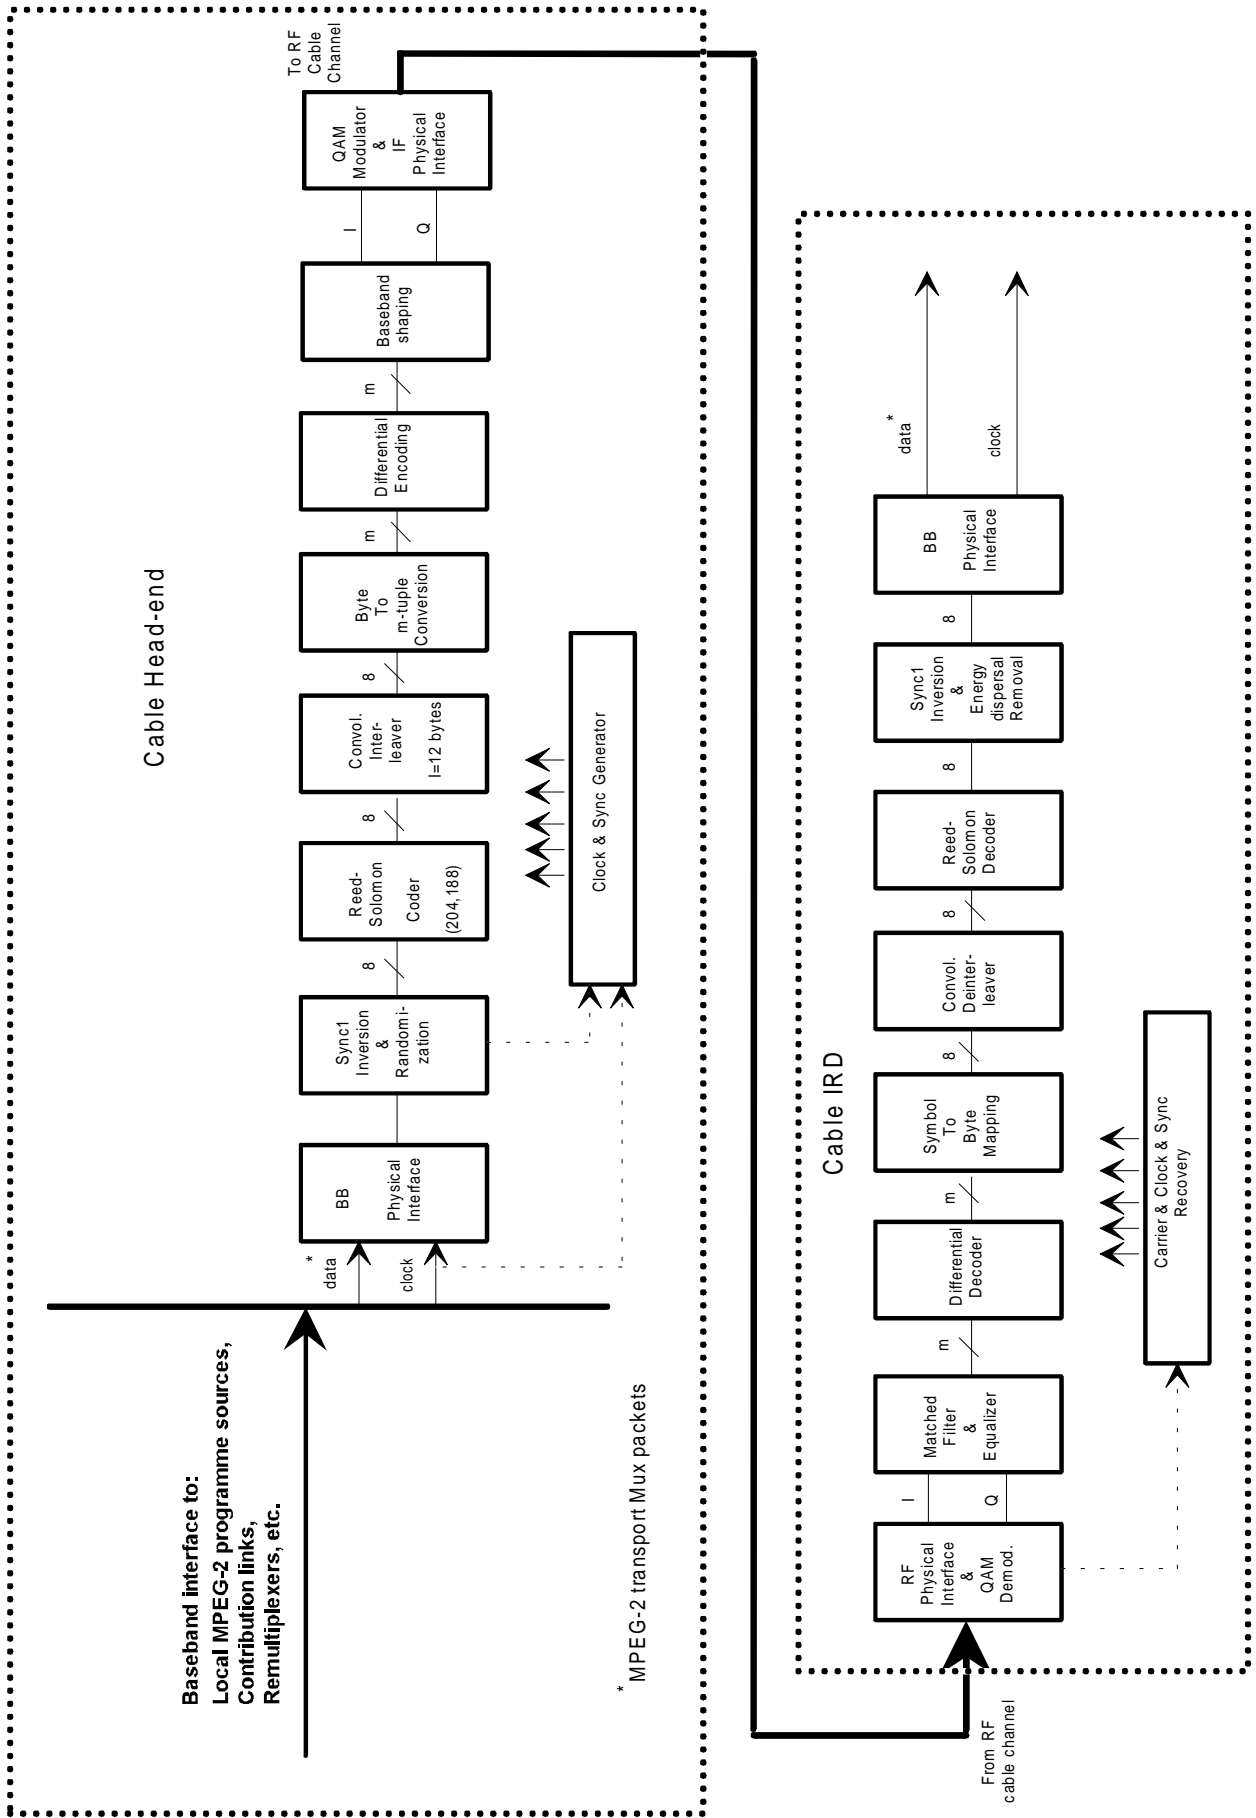 Cable Head-end
Baseband interface to:
Local MPEG-2 programme sources,
Contribution links,
Remultiplexers, etc.
data *
clock
BB
Physical
Interface
Sync1
Inversion
&
Randomi-
zation
8
Reed-
Solomon
Coder
(204,188)
8
Convol.
Inter-
leaver
I=12 bytes
8
Byte
To
m-tuple
Conversion
m
Differential
Encoding
m
Baseband
shaping
I
Q
QAM
Modulator
&
IF
Physical
Interface
To RF
Cable
Channel
Clock & Sync Generator
* MPEG-2 transport Mux packets
Cable IRD
From RF
cable channel
RF
Physical
Interface
&
QAM
Demod.
I
Q
Matched
Filter
&
Equalizer
m
Differential
Decoder
m
Symbol
To
Byte
Mapping
8
Convol.
Deinter-
leaver
8
Reed-
Solomon
Decoder
8
Sync1
Inversion
&
Energy
dispersal
Removal
8
BB
Physical
Interface
data *
clock
Carrier & Clock & Sync
Recovery